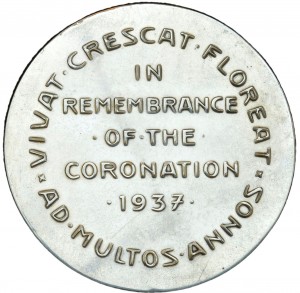 · VIVAT · CRESCAT · FLOREAT ·
AD · MULTOS · ANNOS
IN
REMEMBRANCE
· OF · THE ·
CORONATION
· 1937 ·